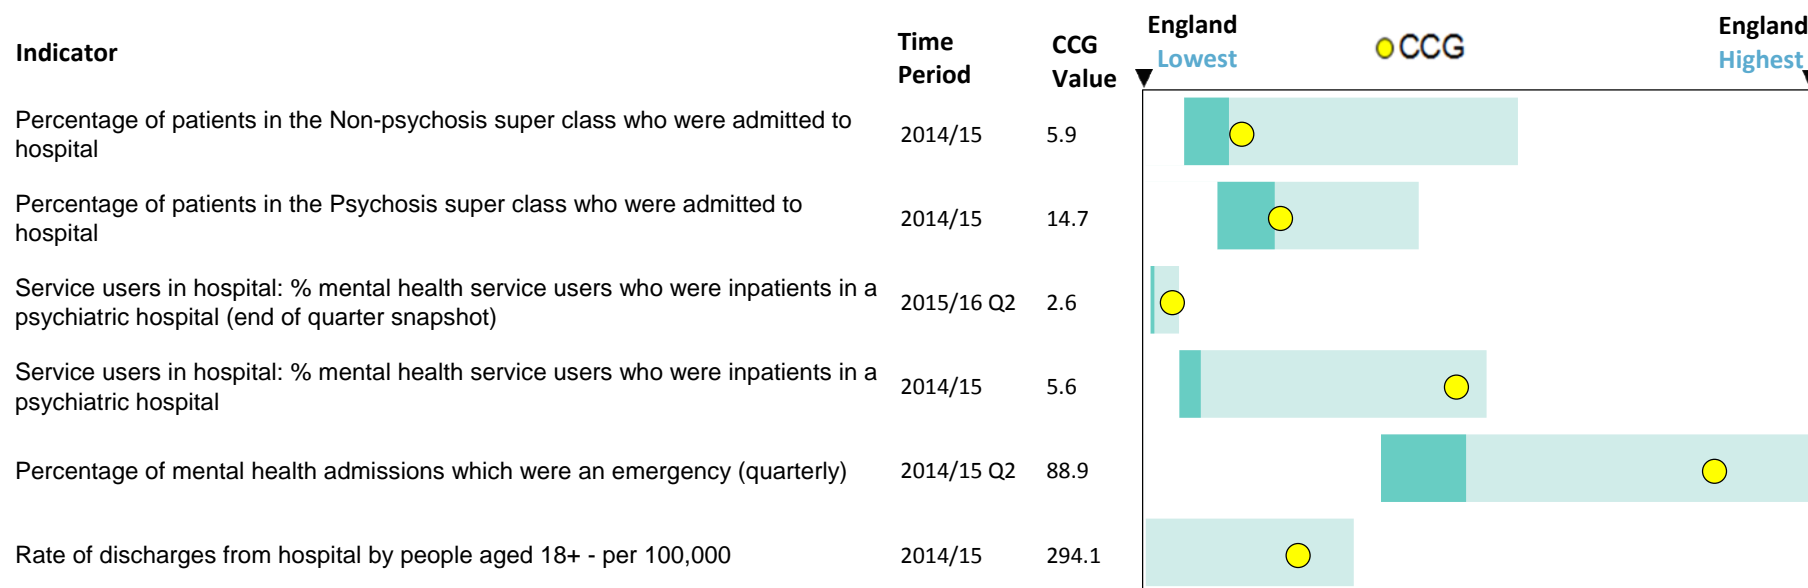 Indicator
Time
Period
CCG
Value
England
Lowest
CCG
England
Highest
Percentage of patients in the Non-psychosis super class who were admitted to
hospital
2014/15
5.9
Percentage of patients in the Psychosis super class who were admitted to
hospital
2014/15
14.7
Service users in hospital: % mental health service users who were inpatients in a
psychiatric hospital (end of quarter snapshot)
2015/16 Q2
2.6
Service users in hospital: % mental health service users who were inpatients in a
psychiatric hospital
2014/15
5.6
Percentage of mental health admissions which were an emergency (quarterly)
2014/15 Q2
88.9
Rate of discharges from hospital by people aged 18+ - per 100,000
2014/15
294.1